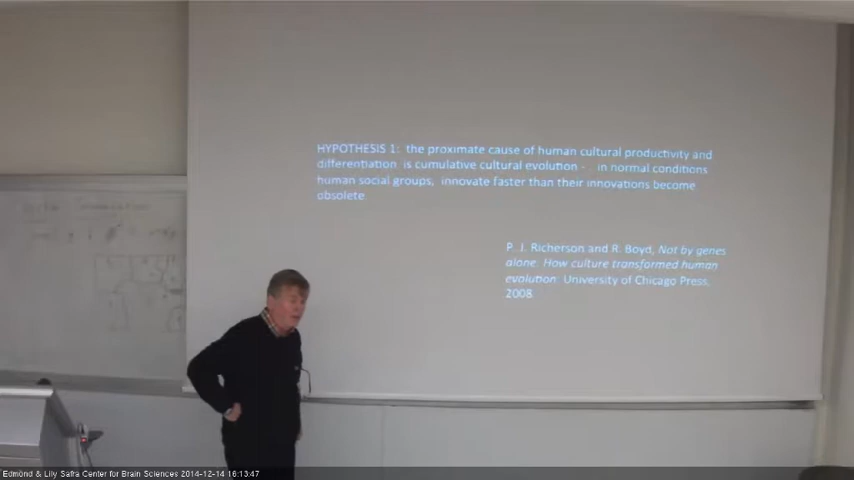 HYPOTHESIS 1: the proximate cause of human cultural productivity and
differentiation is cumulative cultural evolution - in normal conditions
human social groups, innovate faster than their innovations become
obsolete.
P. J. Richerson and R. Boyd, Not by genes
alone. How culture transformed human
evolution. University of Chicago Press,
2008.
Edmond & Lily Safra Center for Brain Sciences 2014-12-14 16:13:47